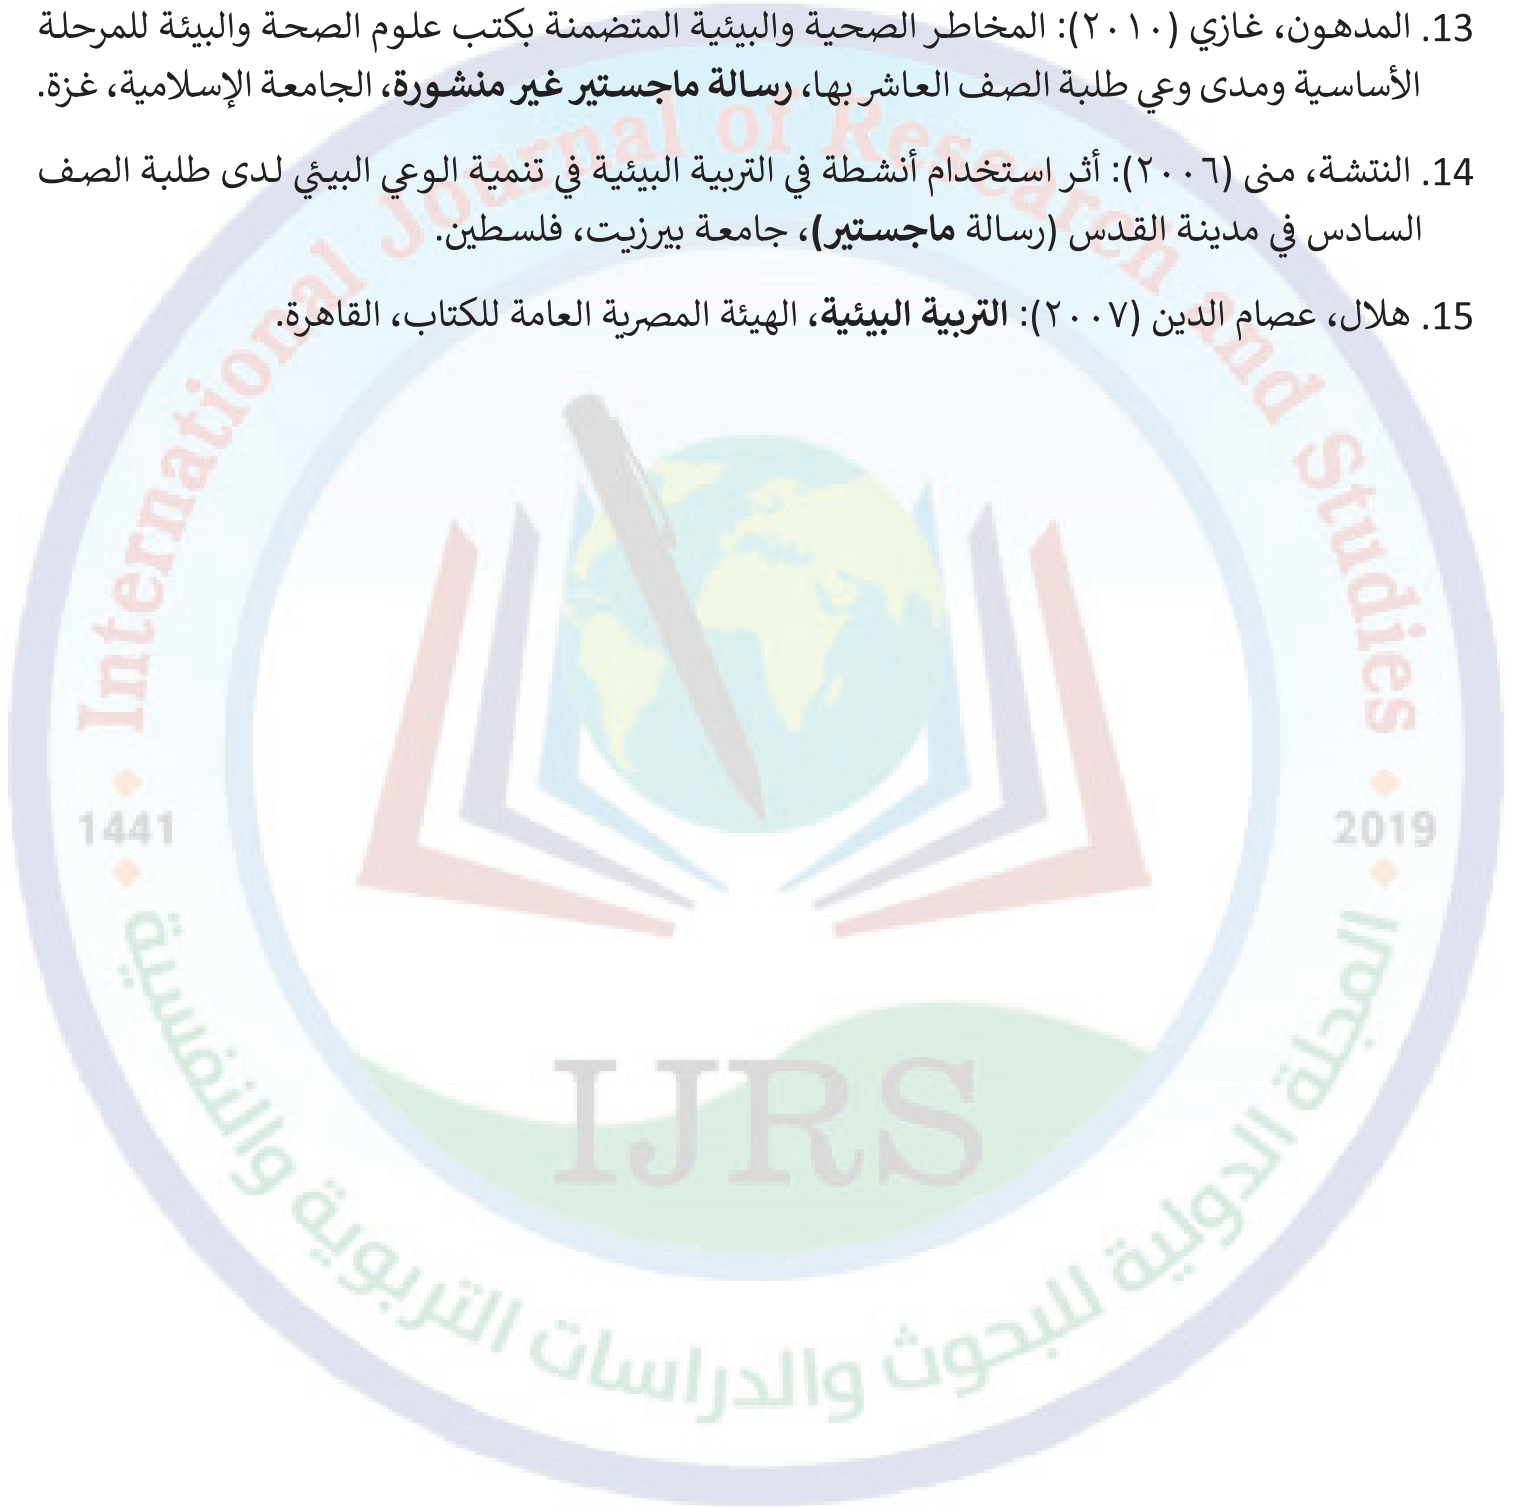 13. المدهون، غازي (٢٠١٠): المخاطر الصحية والبيئية المتضمنة بكتب علوم الصحة والبيئة للمرحلة
الأساسية ومدى وعي طلبة الصف العاشر بها، رسالة ماجستير غير منشورة، الجامعة الإسلامية، غزة.
14. النتشة، منى (٢٠٠٦): أثر استخدام أنشطة في التربية البيئية في تنمية الوعي البيئي لدى طلبة الصف
السادس في مدينة القدس (رسالة ماجستير)، جامعة بيرزيت، فلسطين.
15. هلال، عصام الدين (٢٠٠٧): التربية البيئية، الهيئة المصرية العامة للكتاب، القاهرة.
International Journal of Research and Studies
1441
2019
IJRS
المجلة الدولية للبحوث والدراسات التربوية والنفسية